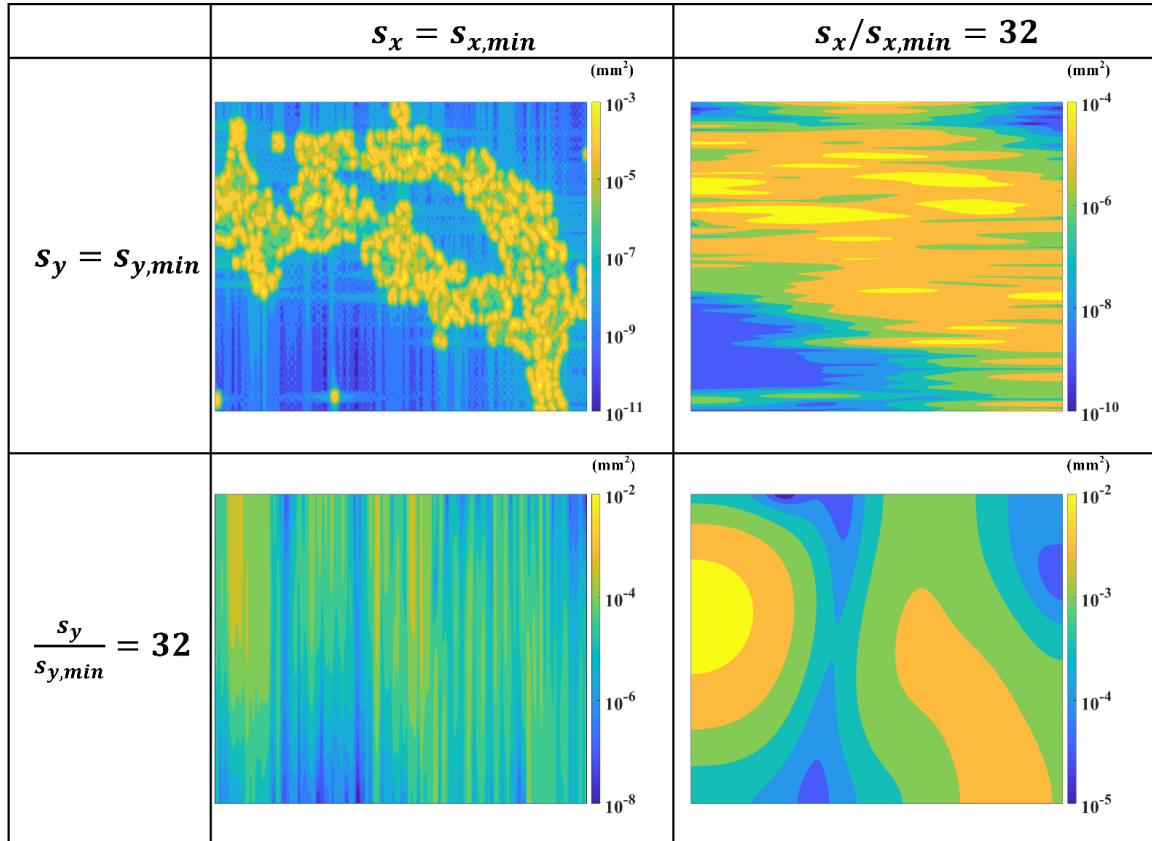 s_x = s_{x,min}
s_x/s_{x,min} = 32
s_y = s_{y,min}
(mm²)
10⁻³
10⁻⁵
10⁻⁷
10⁻⁹
10⁻¹¹
(mm²)
10⁻⁴
10⁻⁶
10⁻⁸
10⁻¹⁰
s_y/s_{y,min} = 32
(mm²)
10⁻²
10⁻⁴
10⁻⁶
10⁻⁸
(mm²)
10⁻²
10⁻³
10⁻⁴
10⁻⁵